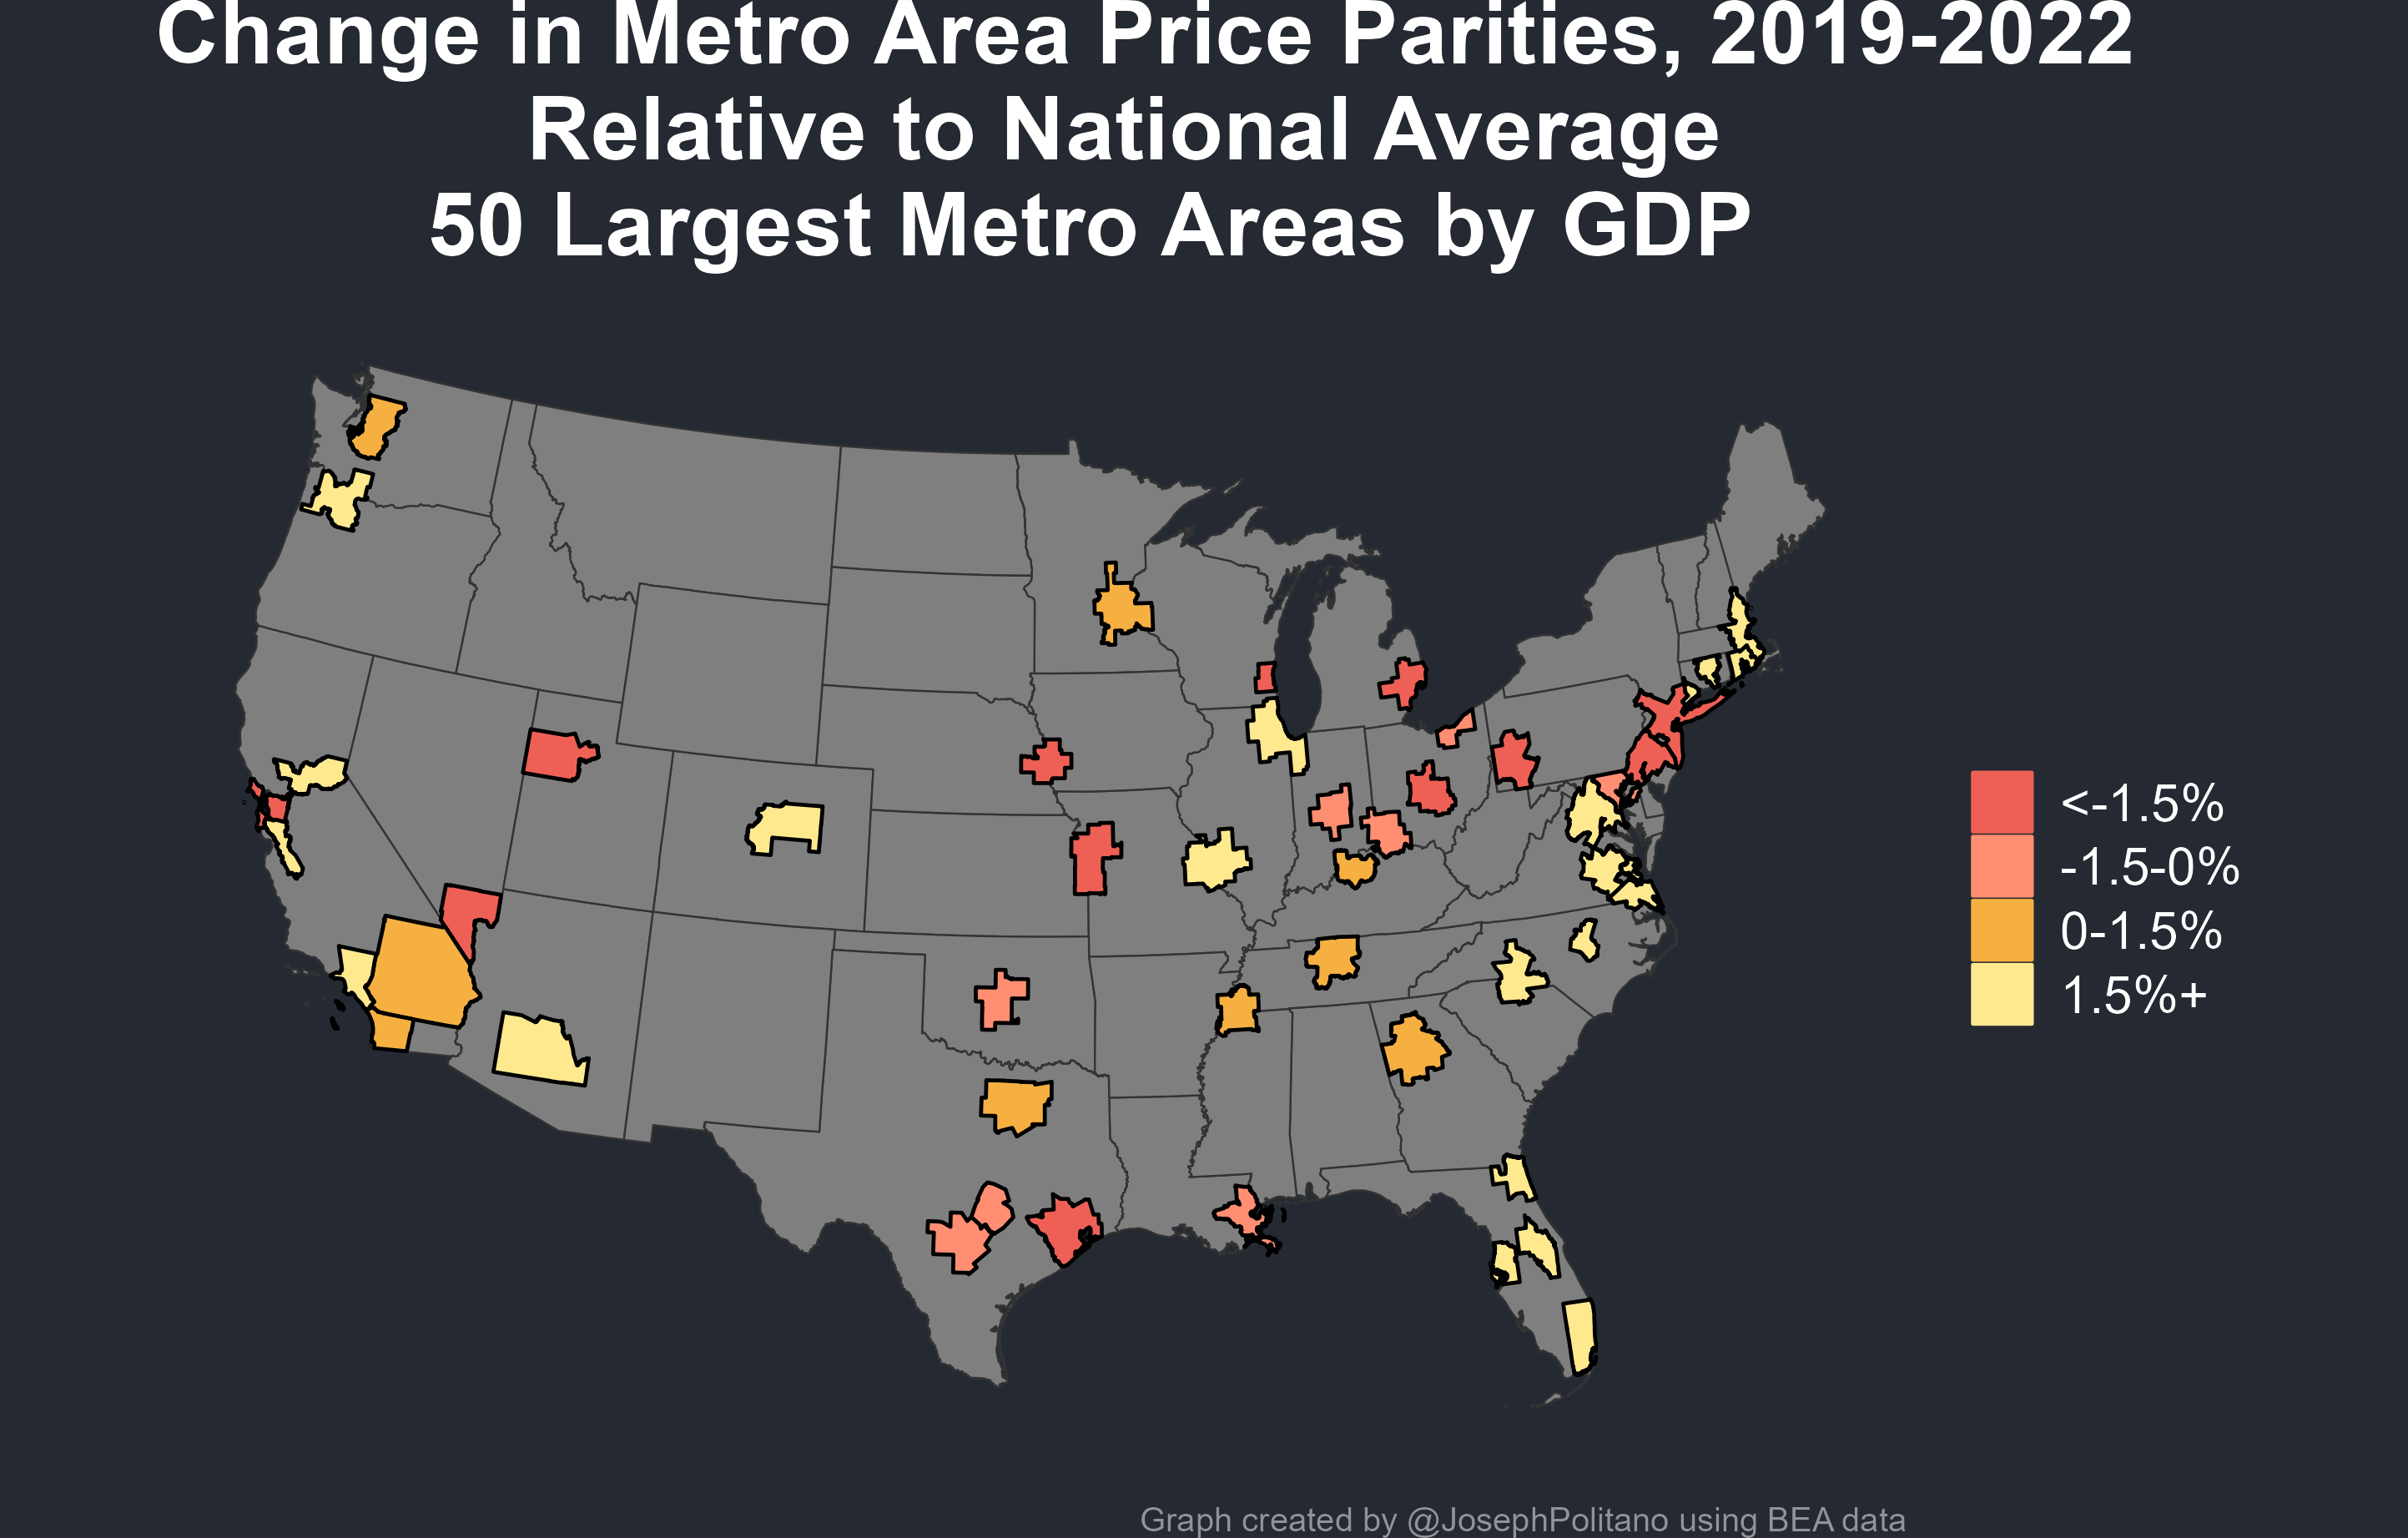 Change in Metro Area Price Parities, 2019-2022
Relative to National Average
50 Largest Metro Areas by GDP
<-1.5%
-1.5-0%
0-1.5%
1.5%+
Graph created by @JosephPolitano using BEA data